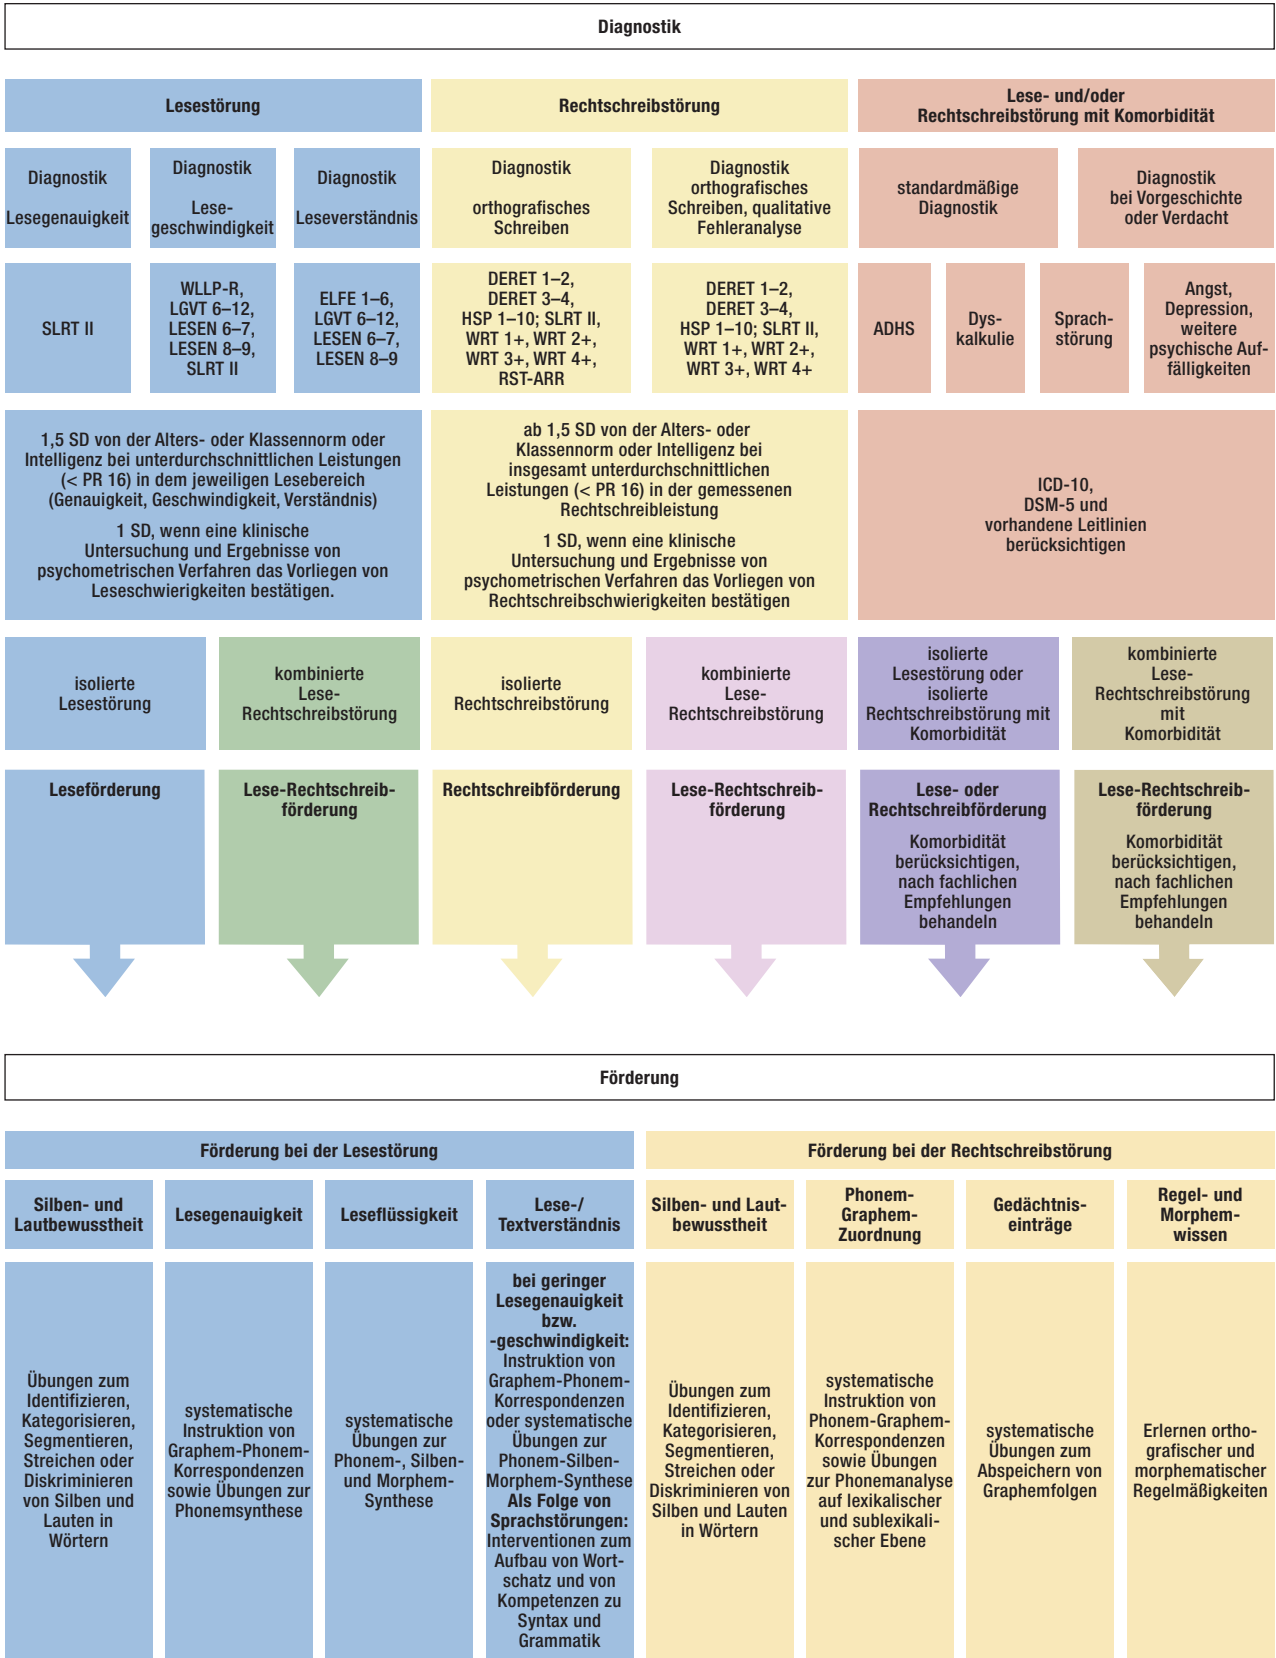 Diagnostik
Lesestörung
Rechtschreibstörung
Lese- und/oder
Rechtschreibstörung mit Komorbidität
Diagnostik
Lesegenauigkeit
Diagnostik
Lese-
geschwindigkeit
Diagnostik
Leseverständnis
Diagnostik
orthografisches
Schreiben
Diagnostik
orthografisches
Schreiben, qualitative
Fehleranalyse
standardmäßige
Diagnostik
Diagnostik
bei Vorgeschichte
oder Verdacht
SLRT II
WLLP-R,
LGVT 6–12,
LESEN 6–7,
LESEN 8–9,
SLRT II
ELFE 1–6,
LGVT 6–12,
LESEN 6–7,
LESEN 8–9
DERET 1–2,
DERET 3–4,
HSP 1–10; SLRT II,
WRT 1+, WRT 2+,
WRT 3+, WRT 4+,
RST-ARR
DERET 1–2,
DERET 3–4,
HSP 1–10; SLRT II,
WRT 1+, WRT 2+,
WRT 3+, WRT 4+
ADHS
Dys-
kalkulie
Sprach-
störung
Angst,
Depression,
weitere
psychische Auf-
fälligkeiten
1,5 SD von der Alters- oder Klassennorm oder
Intelligenz bei unterdurchschnittlichen Leistungen
(< PR 16) in dem jeweiligen Lesebereich
(Genauigkeit, Geschwindigkeit, Verständnis)
1 SD, wenn eine klinische
Untersuchung und Ergebnisse von
psychometrischen Verfahren das Vorliegen von
Leseschwierigkeiten bestätigen.
ab 1,5 SD von der Alters- oder
Klassennorm oder Intelligenz bei
insgesamt unterdurchschnittlichen
Leistungen (< PR 16) in der gemessenen
Rechtschreibleistung
1 SD, wenn eine klinische
Untersuchung und Ergebnisse von
psychometrischen Verfahren das Vorliegen von
Rechtschreibschwierigkeiten bestätigen
ICD-10,
DSM-5 und
vorhandene Leitlinien
berücksichtigen
isolierte
Lesestörung
kombinierte
Lese-
Rechtschreibstörung
isolierte
Rechtschreibstörung
kombinierte
Lese-
Rechtschreibstörung
isolierte
Lesestörung oder
isolierte
Rechtschreibstörung mit
Komorbidität
kombinierte
Lese-
Rechtschreibstörung
mit
Komorbidität
Leseförderung
Lese-Rechtschreib-
förderung
Rechtschreibförderung
Lese-Rechtschreib-
förderung
Lese- oder
Rechtschreibförderung
Komorbidität
berücksichtigen,
nach fachlichen
Empfehlungen
behandeln
Lese-Rechtschreib-
förderung
Komorbidität
berücksichtigen,
nach fachlichen
Empfehlungen
behandeln
Förderung
Förderung bei der Lesestörung
Förderung bei der Rechtschreibstörung
Silben- und
Lautbewusstheit
Lesegenauigkeit
Leseflüssigkeit
Lese-/
Textverständnis
Silben- und Laut-
bewusstheit
Phonem-
Graphem-
Zuordnung
Gedächtnis-
einträge
Regel- und
Morphem-
wissen
Übungen zum
Identifizieren,
Kategorisieren,
Segmentieren,
Streichen oder
Diskriminieren
von Silben und
Lauten in
Wörtern
systematische
Instruktion von
Graphem-Phonem-
Korrespondenzen
sowie Übungen zur
Phonemsynthese
systematische
Übungen zur
Phonem-, Silben-
und Morphem-
Synthese
bei geringer
Lesegenauigkeit
bzw.
-geschwindigkeit:
Instruktion von
Graphem-Phonem-
Korrespondenzen
oder systematische
Übungen zur
Phonem-Silben-
Morphem-Synthese
Als Folge von
Sprachstörungen:
Interventionen zum
Aufbau von Wort-
schatz und von
Kompetenzen zu
Syntax und
Grammatik
Übungen zum
Identifizieren,
Kategorisieren,
Segmentieren,
Streichen oder
Diskriminieren von
Silben und Lauten
in Wörtern
systematische
Instruktion von
Phonem-Graphem-
Korrespondenzen
sowie Übungen
zur Phonemanalyse
auf lexikalischer
und sublexikali-
scher Ebene
systematische
Übungen zum
Abspeichern von
Graphemfolgen
Erlernen ortho-
grafischer und
morphematischer
Regelmäßigkeiten